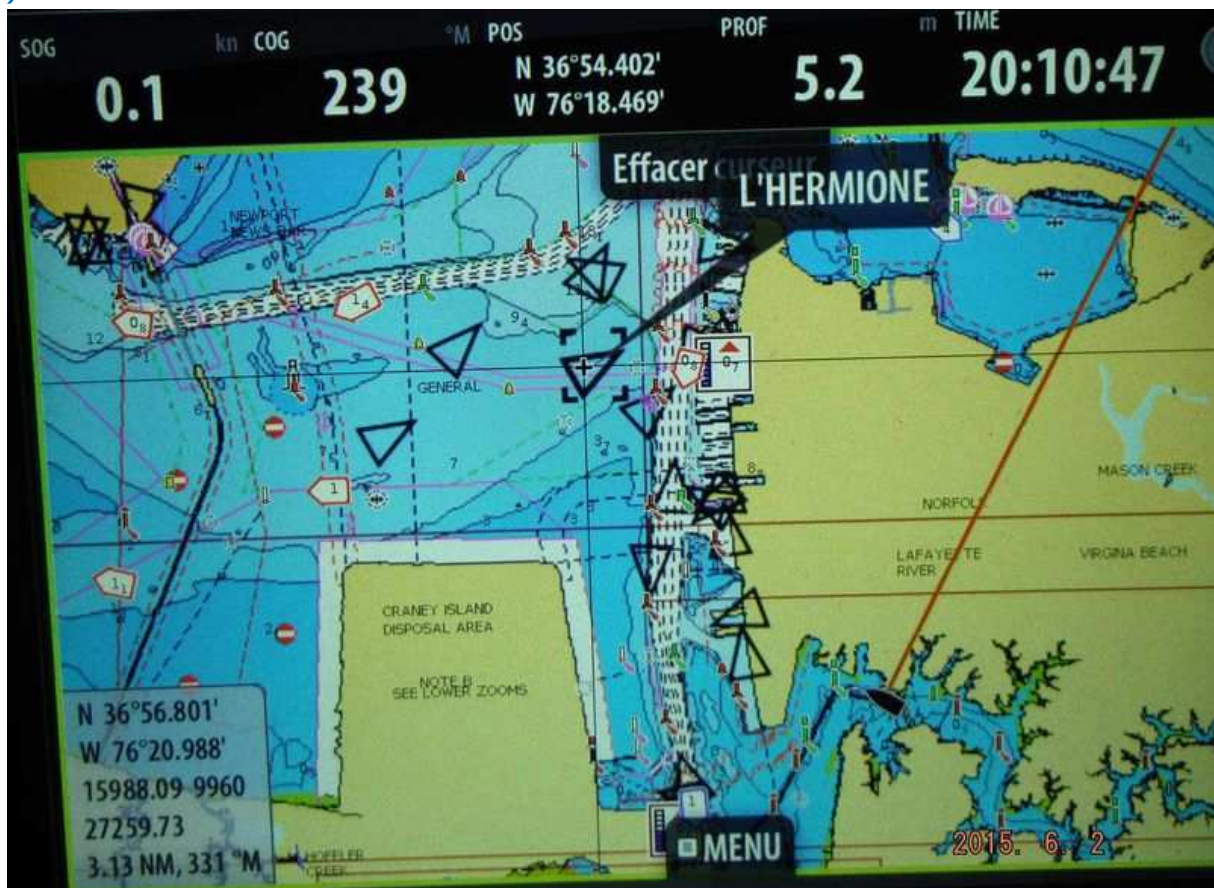 SOG kn COG °M POS PROF m TIME
0.1 239 N 36°54.402' 5.2 20:10:47
W 76°18.469'
Effacer curseur
L'HERMIONE
NEWPORT
NEWS BAR
GENERAL
MASON CREEK
NORFOLK
LAFAYETTE
RIVER
VIRGINA BEACH
CRANEY ISLAND
DISPOSAL AREA
NOTE B
SEE LOWER ZOOMS
N 36°56.801'
W 76°20.988'
15988.09 9960
27259.73
3.13 NM, 331 °M
HOFFLER
CREEK
MENU
2015. 6. 2